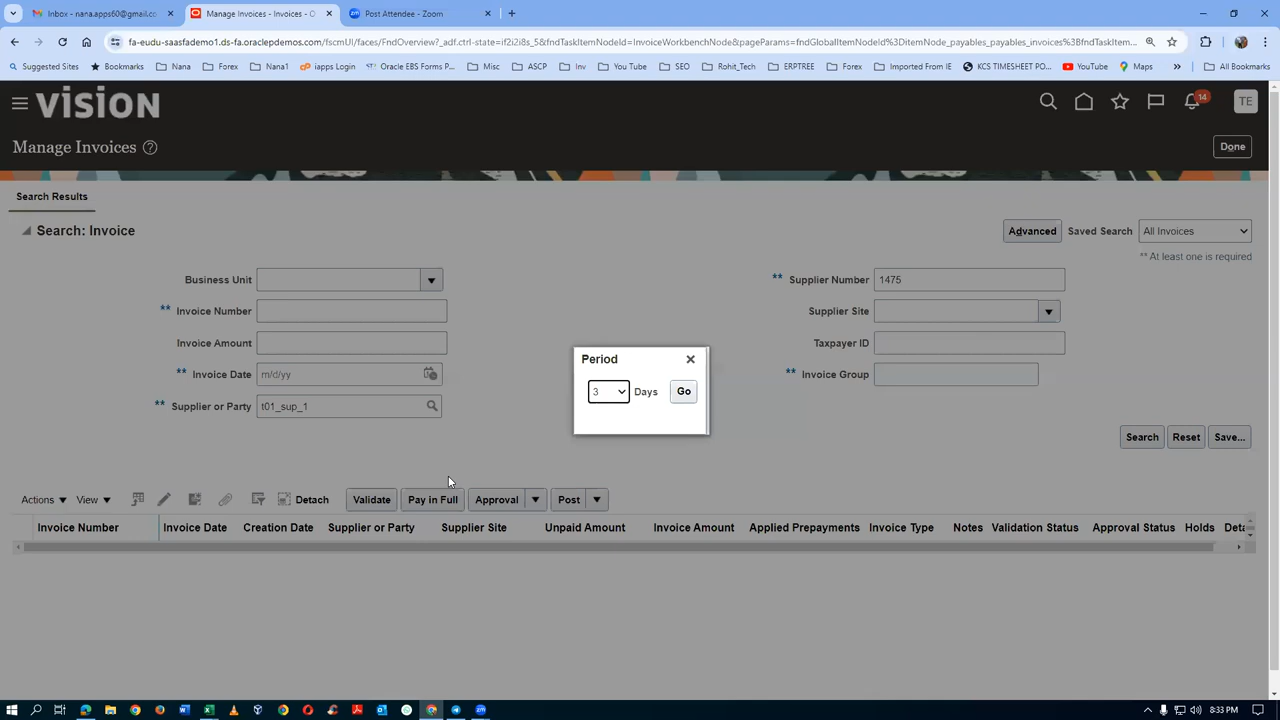 Inbox - nana.apps60@gmail.co
Manage Invoices - Invoices - O
Post Attendee - Zoom
fa-eudu-saasfademo1.ds-fa.oraclepdemos.com/fscmUI/faces/FndOverview?_adf.ctrl-state=if2i2i8s_5&fndTaskItemNodeId=InvoiceWorkbenchNode&pageParams=fndGlobalItemNodeId%3DitemNode_payables_payables_invoices%3BfndTaskItem...
Suggested Sites
Bookmarks
Nana
Forex
Nana1
iapps Login
Oracle EBS Forms P...
Misc
ASCP
Inv
You Tube
SEO
Rohit_Tech
ERPTREE
Forex
Imported From IE
KCS TIMESHEET PO...
YouTube
Maps
All Bookmarks
VISION
14
TE
Manage Invoices
Done
Search Results
Search: Invoice
Advanced
Saved Search
All Invoices
** At least one is required
Business Unit
** Supplier Number 1475
** Invoice Number
Supplier Site
Invoice Amount
Taxpayer ID
** Invoice Date m/d/yy
** Invoice Group
** Supplier or Party t01_sup_1
Period
3 Days Go
Search
Reset
Save...
Actions
View
Detach
Validate
Pay in Full
Approval
Post
Invoice Number
Invoice Date
Creation Date
Supplier or Party
Supplier Site
Unpaid Amount
Invoice Amount
Applied Prepayments
Invoice Type
Notes
Validation Status
Approval Status
Holds
Deta
8:33 PM